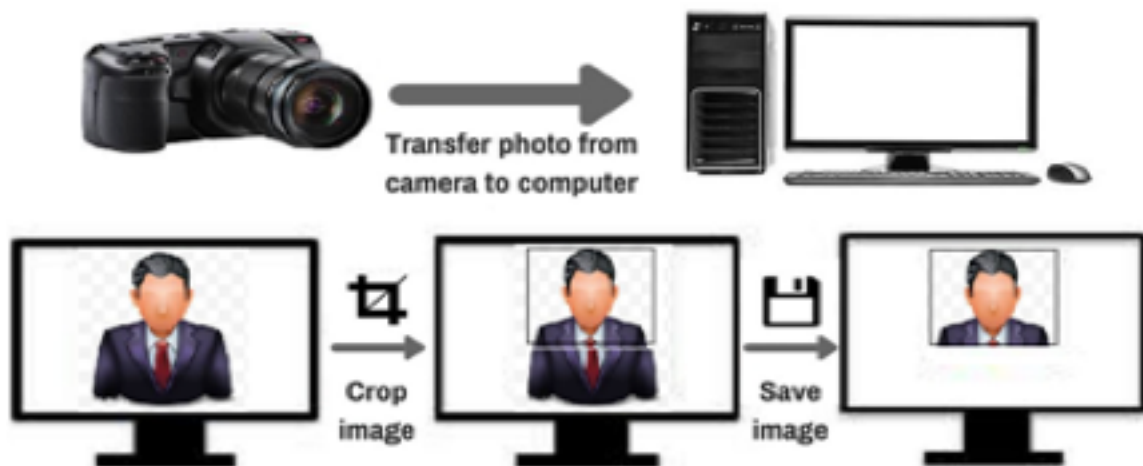 Transfer photo from
camera to computer
Crop
image
Save
image